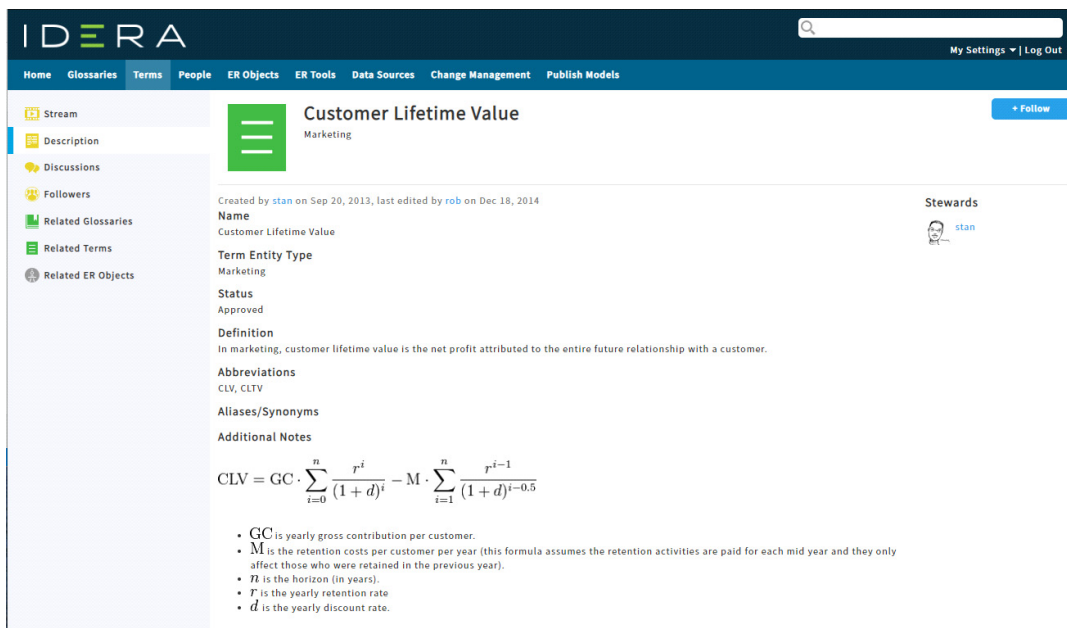 IDERA
My Settings ▼ | Log Out
Home Glossaries Terms People ER Objects ER Tools Data Sources Change Management Publish Models
Stream
Description
Discussions
Followers
Related Glossaries
Related Terms
Related ER Objects
Customer Lifetime Value
Marketing
+ Follow
Created by stan on Sep 20, 2013, last edited by rob on Dec 18, 2014
Name
Customer Lifetime Value
Term Entity Type
Marketing
Status
Approved
Definition
In marketing, customer lifetime value is the net profit attributed to the entire future relationship with a customer.
Abbreviations
CLV, CLTV
Aliases/Synonyms
Additional Notes
CLV = GC · ∑_{i=0}^{n} r^i / (1 + d)^i − M · ∑_{i=1}^{n} r^{i−1} / (1 + d)^{i−0.5}
• GC is yearly gross contribution per customer.
• M is the retention costs per customer per year (this formula assumes the retention activities are paid for each mid year and they only
affect those who were retained in the previous year).
• n is the horizon (in years).
• r is the yearly retention rate
• d is the yearly discount rate.
Stewards
stan